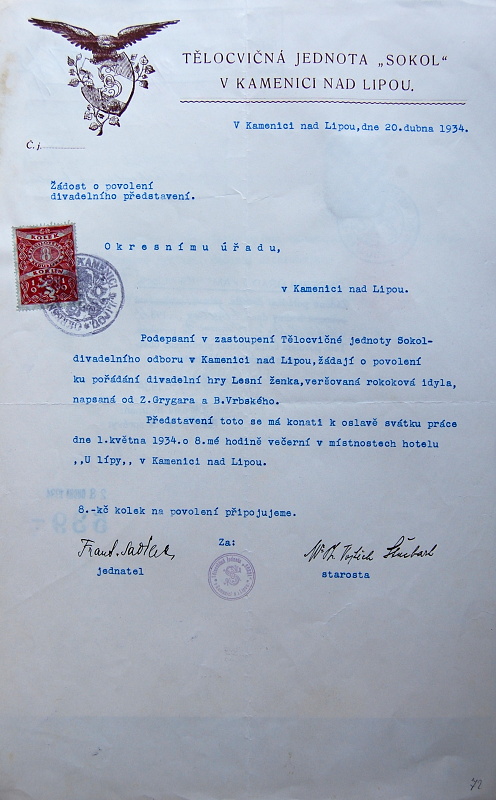 TĚLOCVIČNÁ JEDNOTA „SOKOL"
V KAMENICI NAD LIPOU.
V Kamenici nad Lipou,dne 20.dubna 1934.
Č. j.
Žádost o povolení
divadelního představení.
KOLEK
8
O k r e s n í m u  ú ř a d u,
v Kamenici nad Lipou.
Podepsaní v zastoupení Tělocvičné jednoty Sokol-
divadelního odboru v Kamenici nad Lipou,žádají o povolení
ku pořádání divadelní hry Lesní ženka,veršovaná rokoková idyla,
napsaná od Z.Grygara a B.Vrbského.
Představení toto se má konati k oslavě svátku práce
dne 1.května 1934.o 8.mé hodině večerní v místnostech hotelu
,,U lípy,, v Kamenici nad Lipou.
8.-kč kolek na povolení připojujeme.
Za:
jednatel
starosta
72